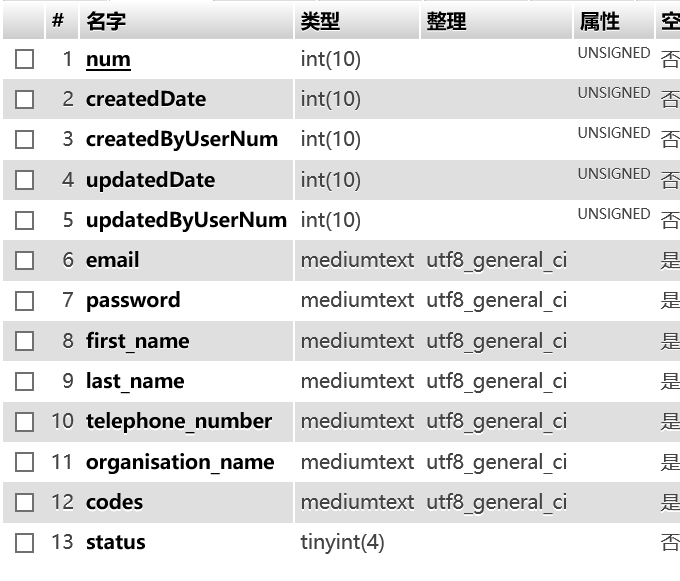 # 名字 类型 整理 属性 空
1 num int(10) UNSIGNED 否
2 createdDate int(10) UNSIGNED 否
3 createdByUserNum int(10) UNSIGNED 否
4 updatedDate int(10) UNSIGNED 否
5 updatedByUserNum int(10) UNSIGNED 否
6 email mediumtext utf8_general_ci 是
7 password mediumtext utf8_general_ci 是
8 first_name mediumtext utf8_general_ci 是
9 last_name mediumtext utf8_general_ci 是
10 telephone_number mediumtext utf8_general_ci 是
11 organisation_name mediumtext utf8_general_ci 是
12 codes mediumtext utf8_general_ci 是
13 status tinyint(4) 否